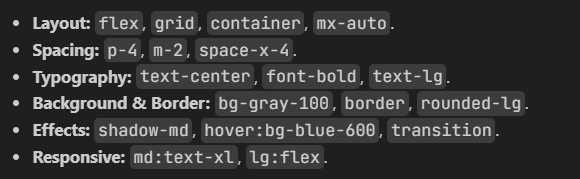 • Layout: flex, grid, container, mx-auto.
• Spacing: p-4, m-2, space-x-4.
• Typography: text-center, font-bold, text-lg.
• Background & Border: bg-gray-100, border, rounded-lg.
• Effects: shadow-md, hover:bg-blue-600, transition.
• Responsive: md:text-xl, lg:flex.